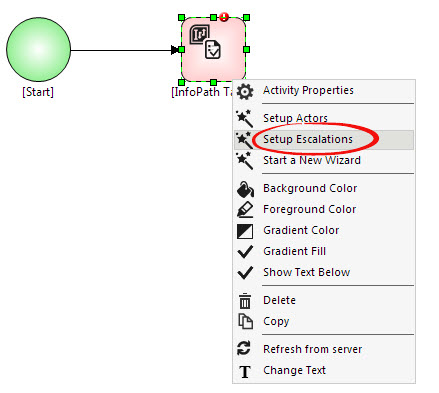 [Start]
[InfoPath Ta
Activity Properties
Setup Actors
Setup Escalations
Start a New Wizard
Background Color
Foreground Color
Gradient Color
Gradient Fill
Show Text Below
Delete
Copy
Refresh from server
Change Text